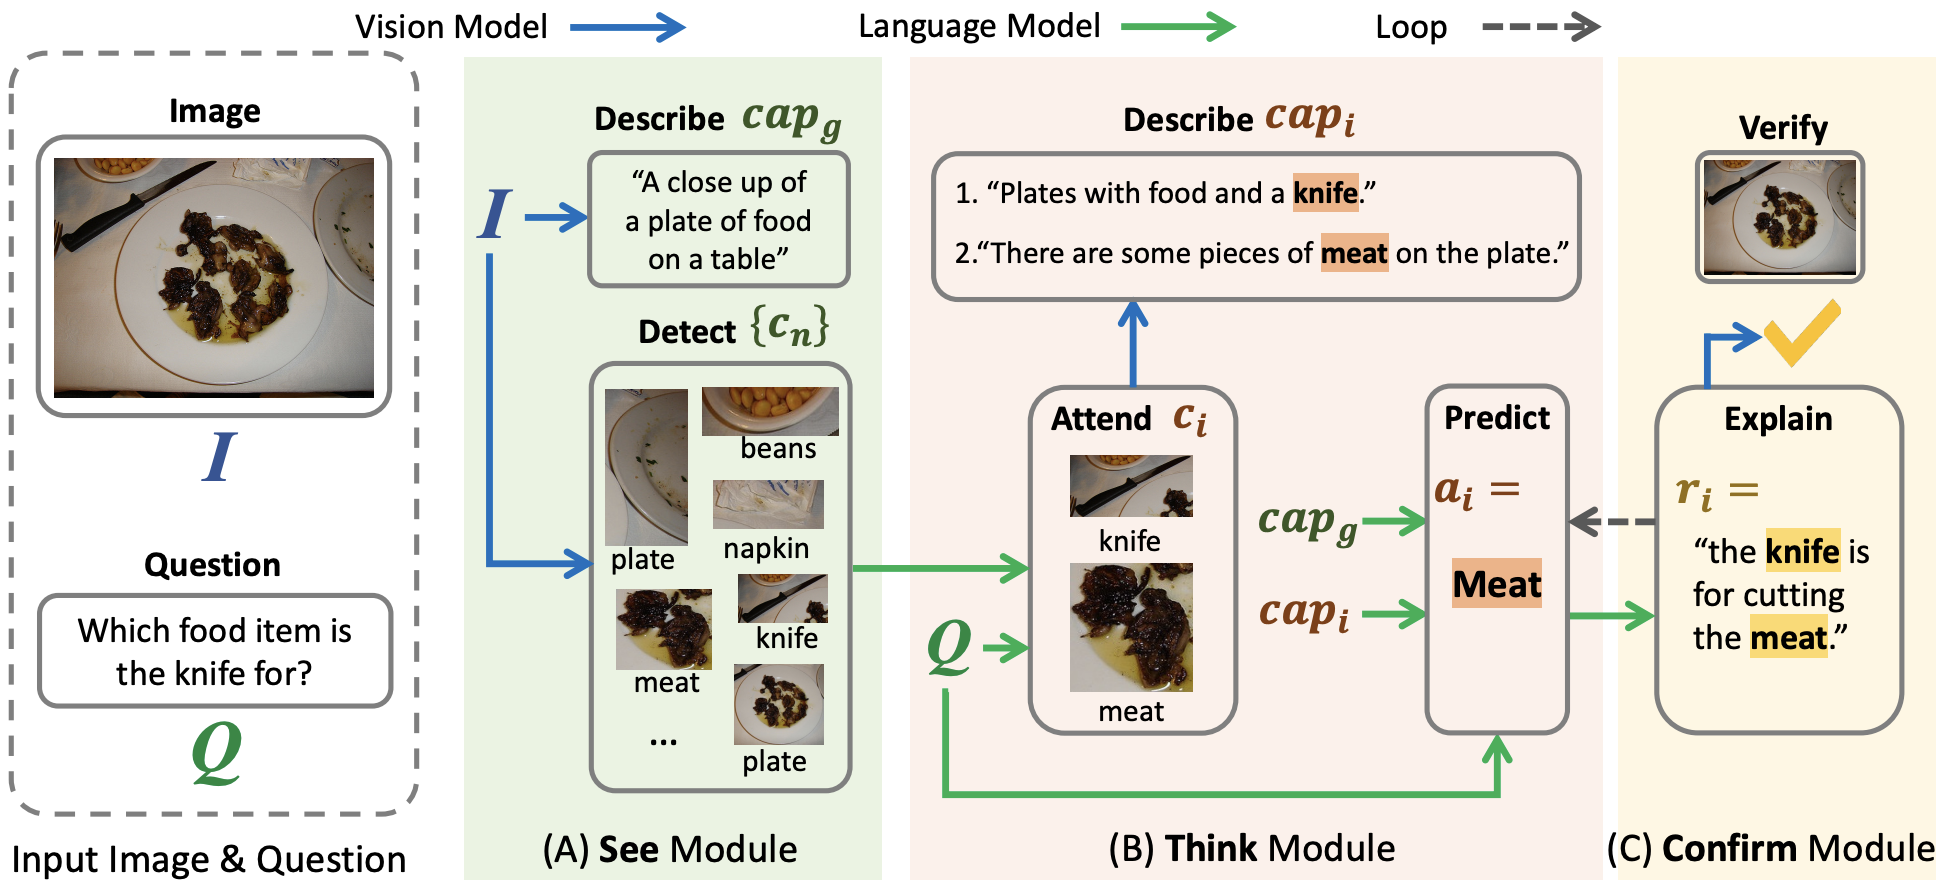 Vision Model
Language Model
Loop
Image
I
Question
Which food item is
the knife for?
Q
Input Image & Question
Describe cap_g
I
“A close up of
a plate of food
on a table”
Detect {c_n}
beans
plate
napkin
knife
meat
plate
...
(A) See Module
Describe cap_i
1. “Plates with food and a knife.”
2.“There are some pieces of meat on the plate.”
Attend c_i
knife
meat
Q
cap_g
cap_i
Predict
a_i =
Meat
(B) Think Module
Verify
Explain
r_i =
“the knife is
for cutting
the meat.”
(C) Confirm Module